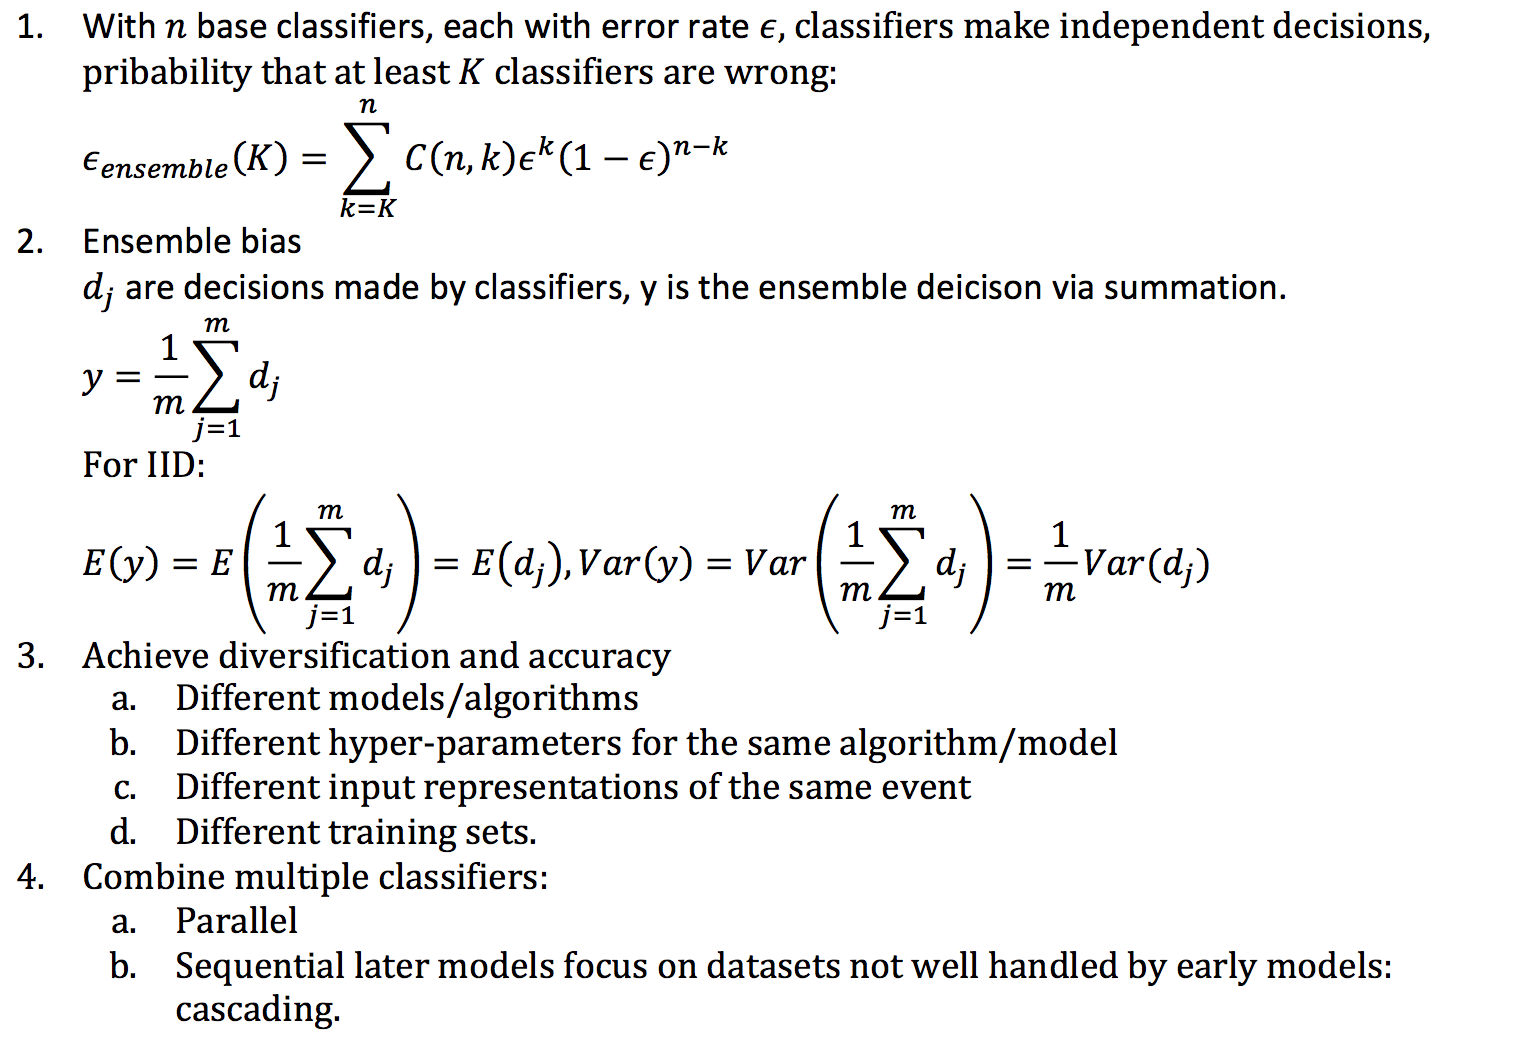 1. With n base classifiers, each with error rate ϵ, classifiers make independent decisions,
pribability that at least K classifiers are wrong:
ϵ_{ensemble}(K) = \sum_{k=K}^{n} C(n, k)ϵ^k(1 − ϵ)^{n−k}
2. Ensemble bias
d_j are decisions made by classifiers, y is the ensemble deicison via summation.
y = \frac{1}{m} \sum_{j=1}^{m} d_j
For IID:
E(y) = E\left(\frac{1}{m} \sum_{j=1}^{m} d_j\right) = E(d_j), Var(y) = Var\left(\frac{1}{m} \sum_{j=1}^{m} d_j\right) = \frac{1}{m} Var(d_j)
3. Achieve diversification and accuracy
a. Different models/algorithms
b. Different hyper-parameters for the same algorithm/model
c. Different input representations of the same event
d. Different training sets.
4. Combine multiple classifiers:
a. Parallel
b. Sequential later models focus on datasets not well handled by early models:
cascading.